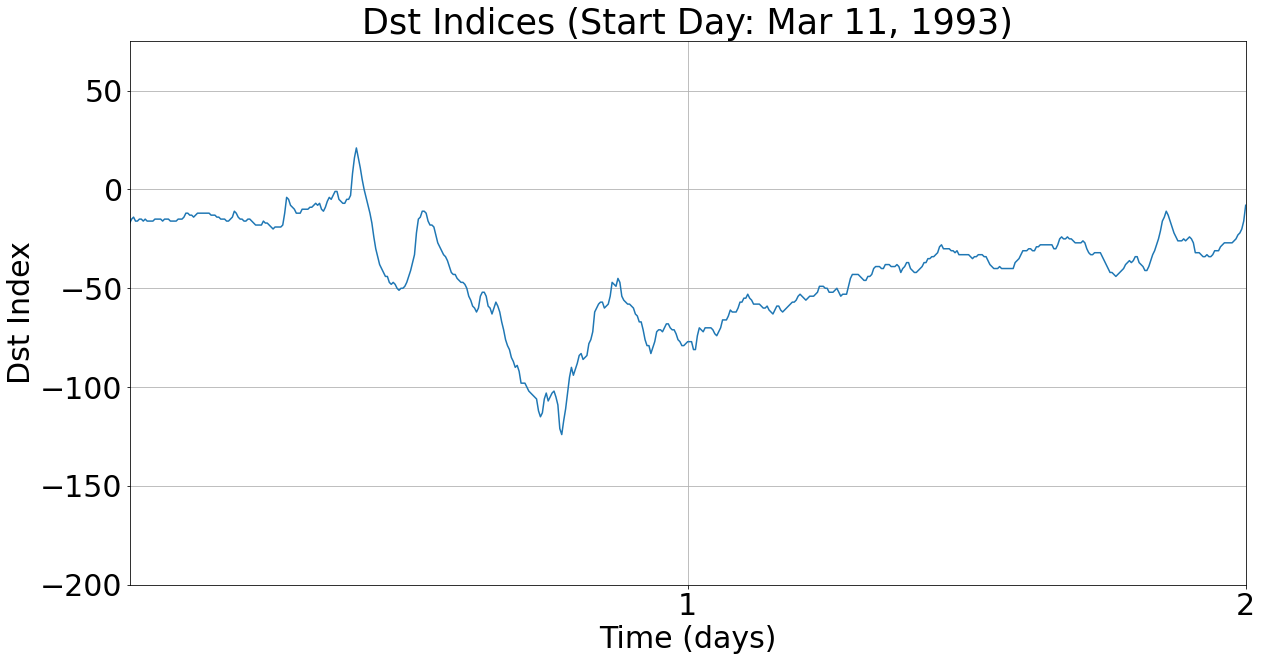 Dst Indices (Start Day: Mar 11, 1993)
Dst Index
50
0
−50
−100
−150
−200
1
2
Time (days)